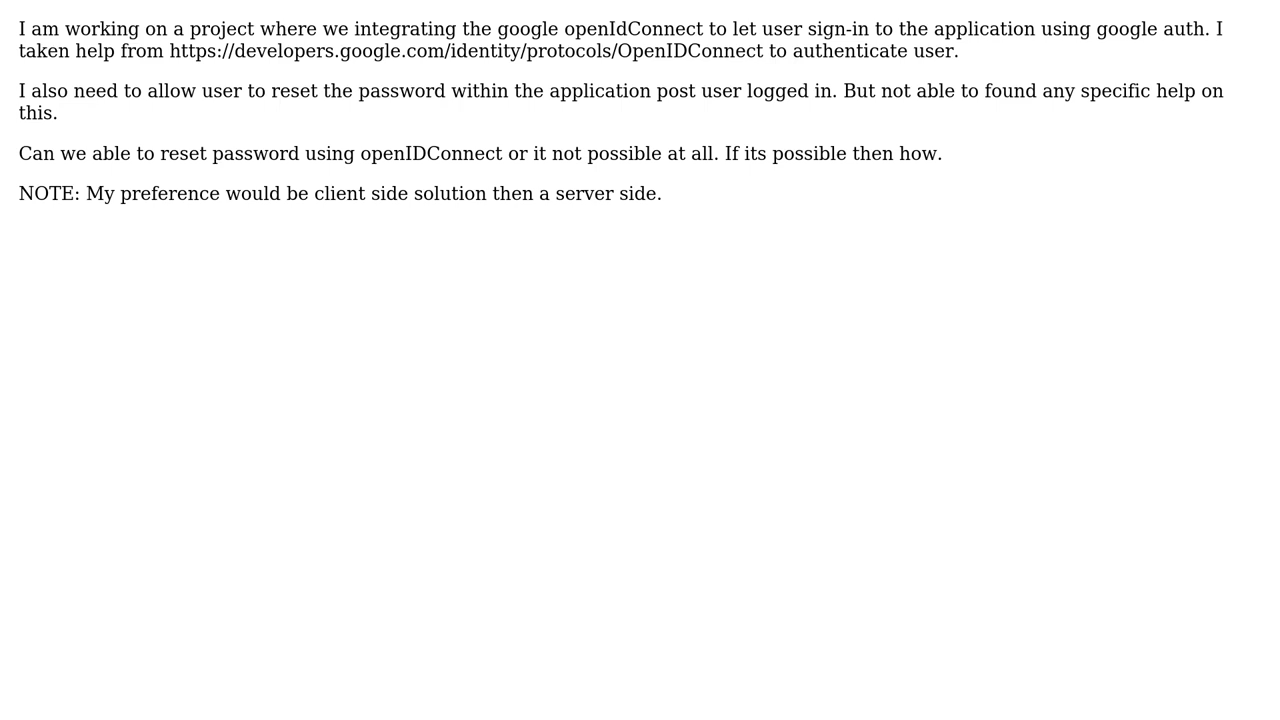 I am working on a project where we integrating the google openIdConnect to let user sign-in to the application using google auth. I
taken help from https://developers.google.com/identity/protocols/OpenIDConnect to authenticate user.
I also need to allow user to reset the password within the application post user logged in. But not able to found any specific help on
this.
Can we able to reset password using openIDConnect or it not possible at all. If its possible then how.
NOTE: My preference would be client side solution then a server side.